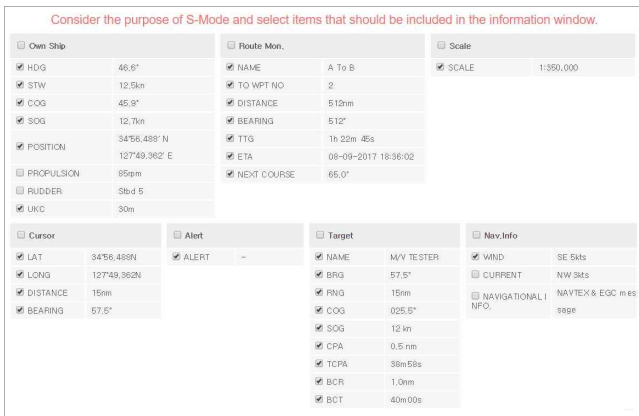 Consider the purpose of S-Mode and select items that should be included in the information window.
Own Ship
HDG 46,6°
STW 12,5kn
COG 45,9°
SOG 12,7kn
POSITION 34°56,488' N
127°49,362' E
PROPULSION 85rpm
RUDDER Stbd 5
UKC 30m
Route Mon,
NAME A To B
TO WPT NO 2
DISTANCE 512nm
BEARING 512°
TTG 1h 22m 45s
ETA 08-09-2017 18:36:02
NEXT COURSE 65,0°
Scale
SCALE 1:350,000
Cursor
LAT 34°56,488N
LONG 127°49,362N
DISTANCE 15nm
BEARING 57,5°
Alert
ALERT -
Target
NAME M/V TESTER
BRG 57,5°
RNG 15nm
COG 025,5°
SOG 12 kn
CPA 0,5 nm
TCPA 38m58s
BCR 1,0nm
BCT 40m00s
Nav,Info
WIND SE 5kts
CURRENT NW 3kts
NAVIGATIONAL I
NFO,
NAVTEX & EGC mes
sage